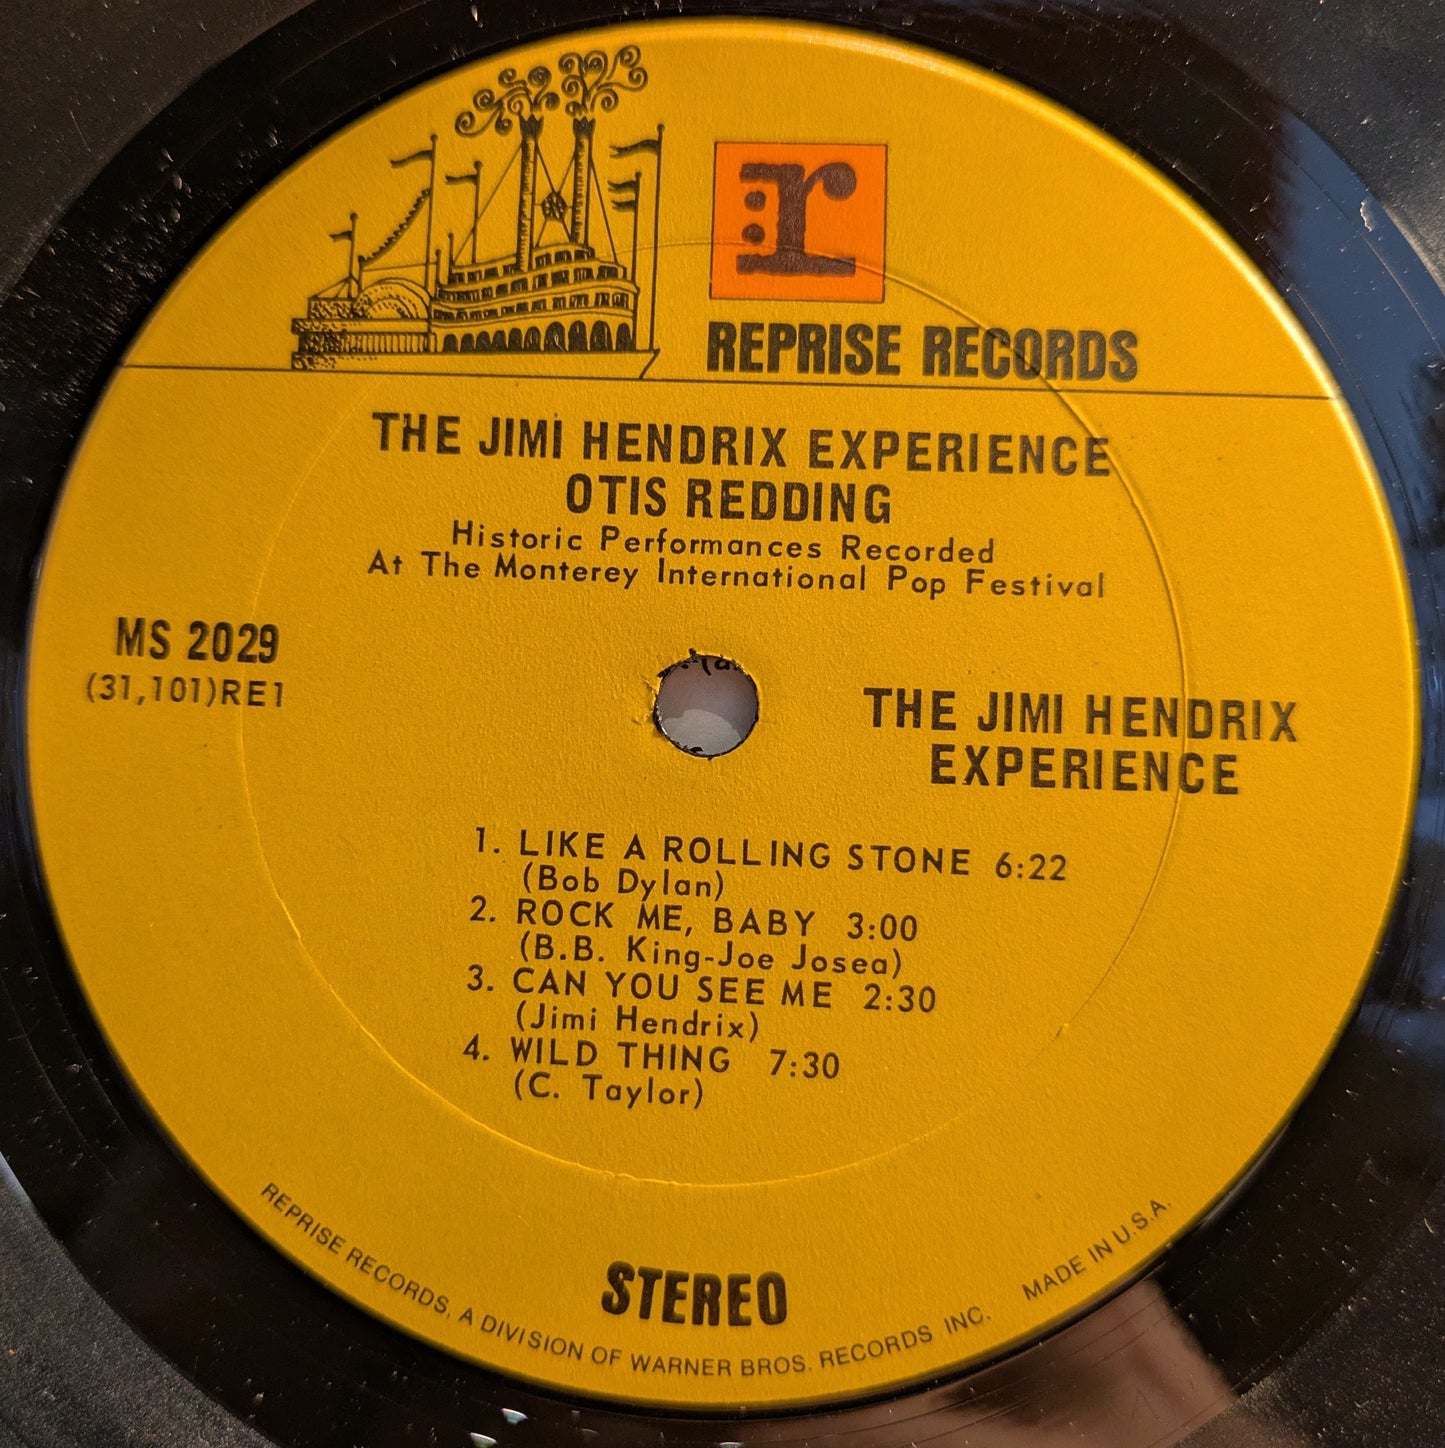 r:
REPRISE RECORDS
THE JIMI HENDRIX EXPERIENCE
OTIS REDDING
Historic Performances Recorded
At The Monterey International Pop Festival
MS 2029
(31,101)RE1
THE JIMI HENDRIX
EXPERIENCE
1. LIKE A ROLLING STONE 6:22
(Bob Dylan)
2. ROCK ME, BABY 3:00
(B.B. King-Joe Josea)
3. CAN YOU SEE ME 2:30
(Jimi Hendrix)
4. WILD THING 7:30
(C. Taylor)
STEREO
REPRISE RECORDS, A DIVISION OF WARNER BROS. RECORDS INC. MADE IN U.S.A.